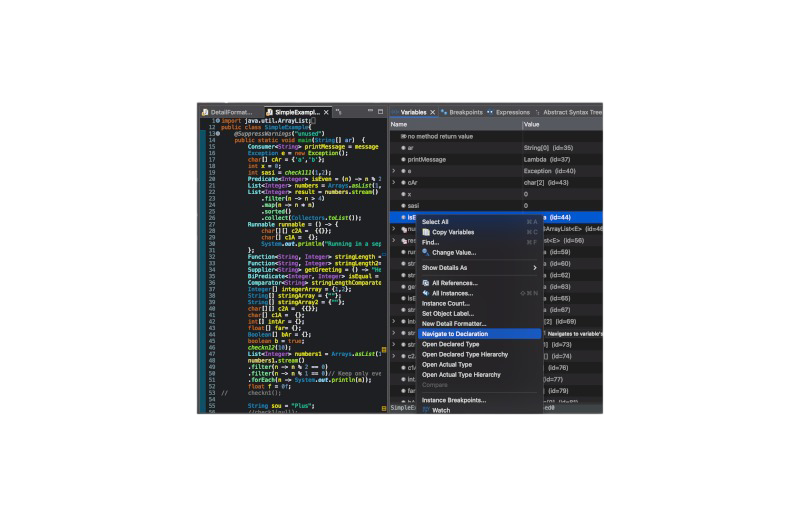 DetailFormat...
SimpleExampl...
1 import java.util.ArrayList;
12 public class SimpleExample{
13 @SuppressWarnings("unused")
14 public static void main(String[] ar) {
15 Consumer<String> printMessage = message
16 Exception e = new Exception();
17 char[] cAr = {'a','b'};
18 int x = 0;
19 int sasi = check111(1,2);
20 Predicate<Integer> isEven = (n) -> n % 2
21 List<Integer> numbers = Arrays.asList(1,
22 List<Integer> result = numbers.stream()
23 .filter(n -> n > 4)
24 .map(n -> n * n)
25 .sorted()
26 .collect(Collectors.toList());
27 Runnable runnable = () -> {
28 char[][] c2A = {{}};
29 char[] c1A = {};
30 System.out.println("Running in a sep
31 };
32 Function<String, Integer> stringLength =
33 Function<String, Integer> stringLength2=
34 Supplier<String> getGreeting = () -> "He
35 BiPredicate<Integer, Integer> isEqual =
36 Comparator<String> stringLengthComparato
37 Integer[] integerArray = {1,2};
38 String[] stringArray = {""};
39 String[] stringArray2 = {""};
40 char[][] c2A = {{}};
41 char[] c1A = {};
42 int[] intAr = {};
43 float[] far= {};
44 Boolean[] bAr = {};
45 boolean b = true;
46 checkn12(10);
47 List<Integer> numbers1 = Arrays.asList(1
48 numbers1.stream()
49 .filter(n -> n % 2 == 0)
50 .filter(n -> n % 1 == 0)// Keep only eve
51 .forEach(n -> System.out.println(n));
52 float f = 0f;
53 // checkn1();
54
55 String sou = "Plus";
56 //check1(null);
Variables
Breakpoints
Expressions
Abstract Syntax Tree
Name Value
no method return value
ar String[0] (id=35)
printMessage Lambda (id=37)
e Exception (id=40)
cAr char[2] (id=43)
x 0
sasi 0
(id=44)
ArrayList<E> (id=46
st<E> (id=56)
(id=59)
(id=60)
(id=62)
(id=63)
(id=66)
(id=67)
(id=68)
] (id=69)
Navigates to variable's
] (id=73)
[] (id=74)
(id=76)
id=77)
(id=79)
Select All ⌘A
Copy Variables ⌘C
Find... ⌘F
Change Value...
Show Details As
All References...
All Instances... ⇧⌘N
Instance Count...
Set Object Label...
New Detail Formatter...
Navigate to Declaration
Open Declared Type
Open Declared Type Hierarchy
Open Actual Type
Open Actual Type Hierarchy
Compare
Instance Breakpoints...
Watch